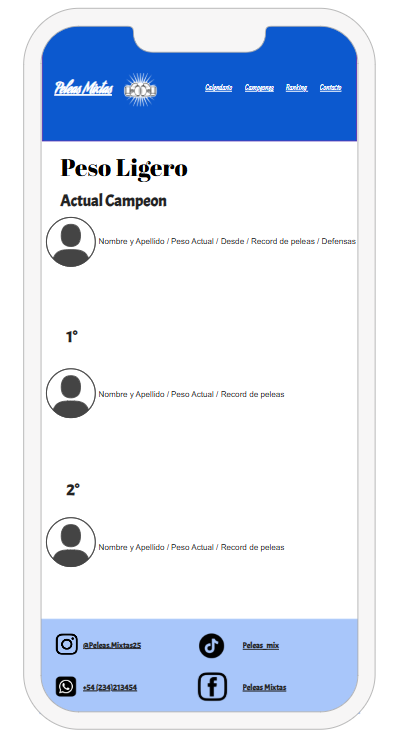 Peleas Mixtas Calendario Campeones Ranking Contacto
Peso Ligero
Actual Campeon
Nombre y Apellido / Peso Actual / Desde / Record de peleas / Defensas
1°
Nombre y Apellido / Peso Actual / Record de peleas
2°
Nombre y Apellido / Peso Actual / Record de peleas
@Peleas.Mixtas25 Peleas_mix
+54 (234)213454 Peleas Mixtas